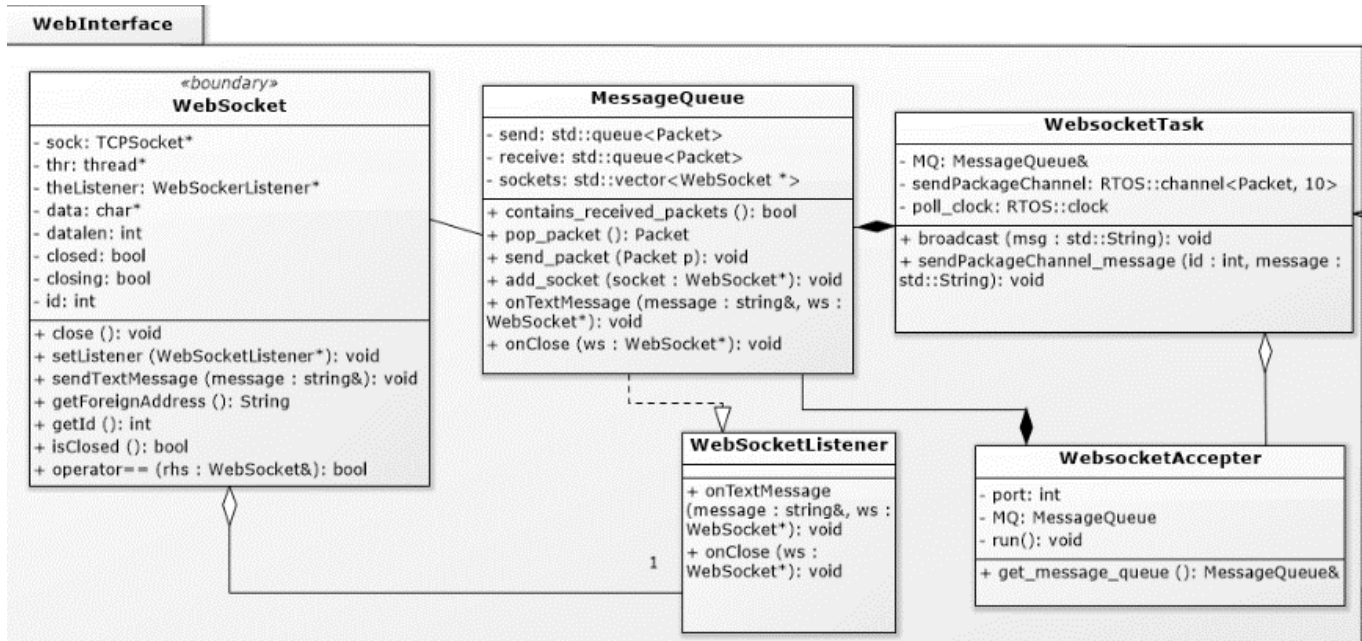 WebInterface
«boundary»
WebSocket
- sock: TCPSocket*
- thr: thread*
- theListener: WebSockerListener*
- data: char*
- datalen: int
- closed: bool
- closing: bool
- id: int
+ close (): void
+ setListener (WebSocketListener*): void
+ sendTextMessage (message : string&): void
+ getForeignAddress (): String
+ getId (): int
+ isClosed (): bool
+ operator== (rhs : WebSocket&): bool
MessageQueue
- send: std::queue<Packet>
- receive: std::queue<Packet>
- sockets: std::vector<WebSocket *>
+ contains_received_packets (): bool
+ pop_packet (): Packet
+ send_packet (Packet p): void
+ add_socket (socket : WebSocket*): void
+ onTextMessage (message : string&, ws :
WebSocket*): void
+ onClose (ws : WebSocket*): void
WebsocketTask
- MQ: MessageQueue&
- sendPackageChannel: RTOS::channel<Packet, 10>
- poll_clock: RTOS::clock
+ broadcast (msg : std::String): void
+ sendPackageChannel_message (id : int, message :
std::String): void
WebSocketListener
+ onTextMessage
(message : string&, ws :
WebSocket*): void
+ onClose (ws :
WebSocket*): void
1
WebsocketAccepter
- port: int
- MQ: MessageQueue
- run(): void
+ get_message_queue (): MessageQueue&